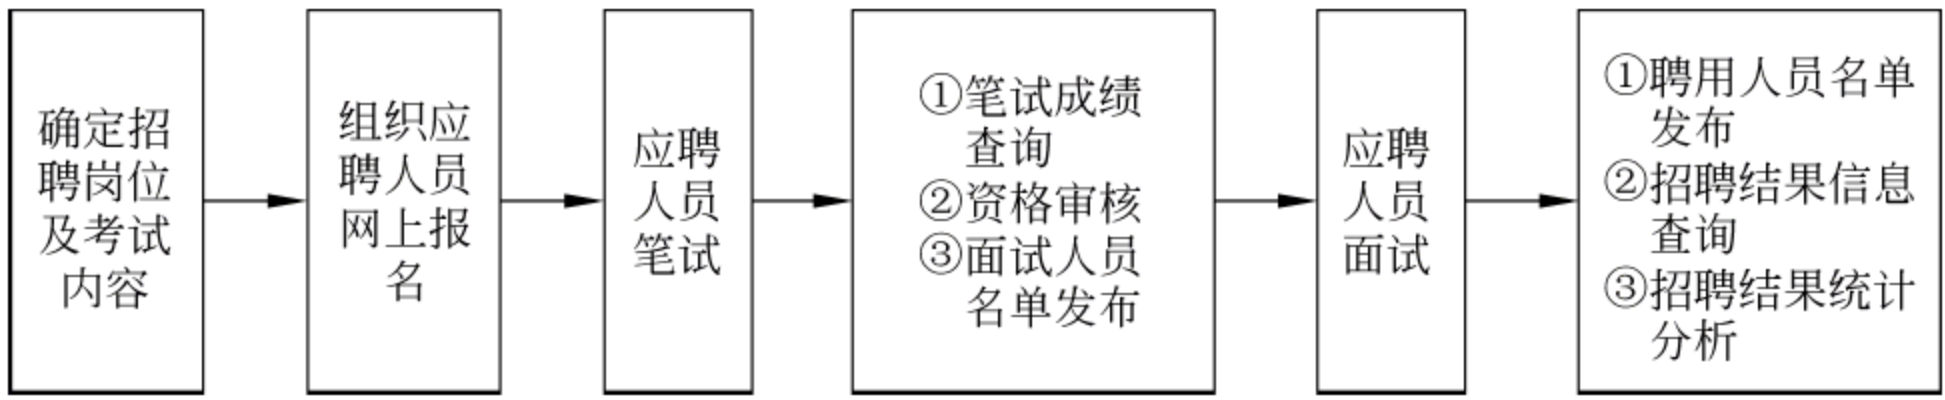 确定招
聘岗位
及考试
内容
组织应
聘人员
网上报
名
应聘
人员
笔试
①笔试成绩
查询
②资格审核
③面试人员
名单发布
应聘
人员
面试
①聘用人员名单
发布
②招聘结果信息
查询
③招聘结果统计
分析